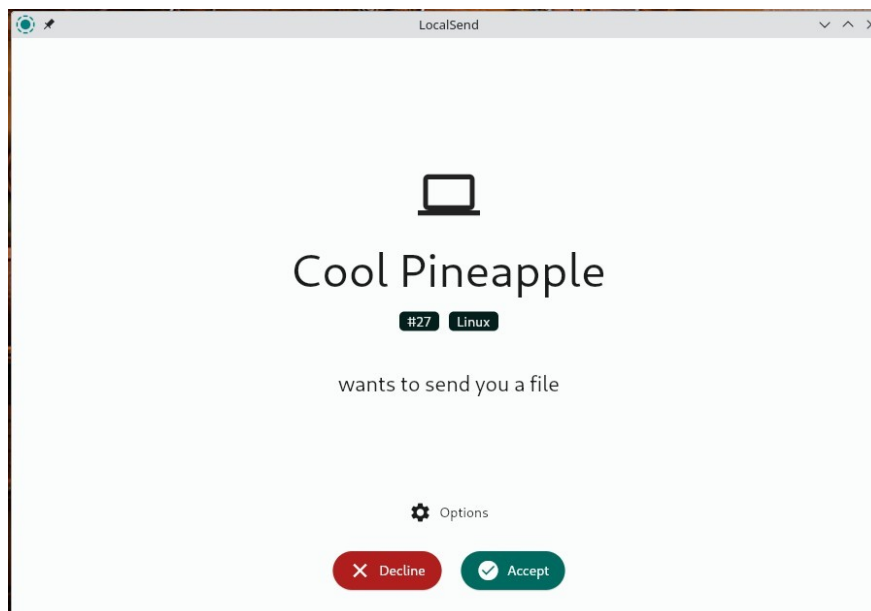 LocalSend
Cool Pineapple
#27 Linux
wants to send you a file
Options
Decline Accept